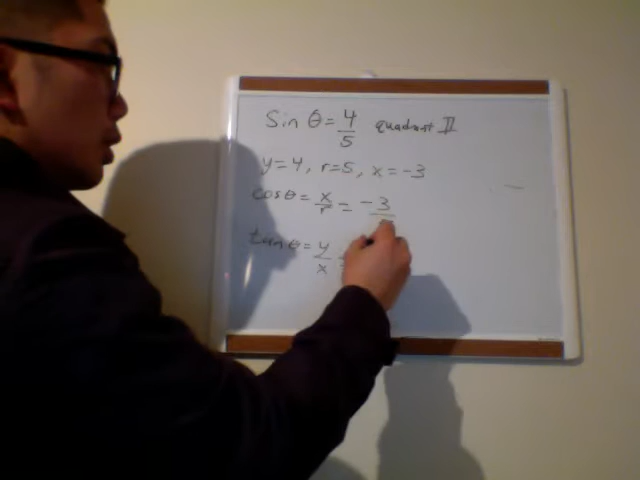 Sin θ = 4/5 quadrant II
y = 4, r = 5, x = -3
cos θ = x/r = -3/
tan θ = y/x =